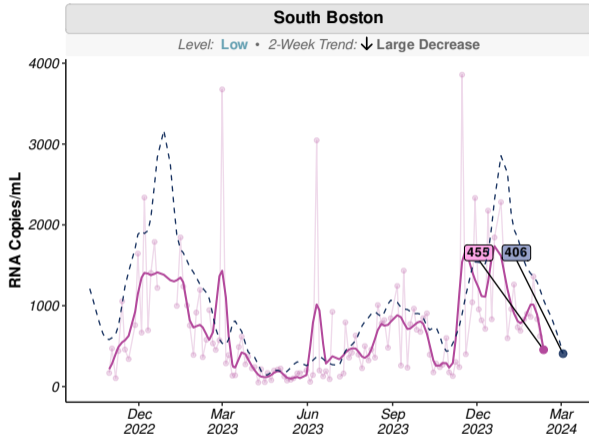 South Boston
Level: Low • 2-Week Trend: ↓ Large Decrease
RNA Copies/mL
4000
3000
2000
1000
0
455 406
Dec 2022
Mar 2023
Jun 2023
Sep 2023
Dec 2023
Mar 2024